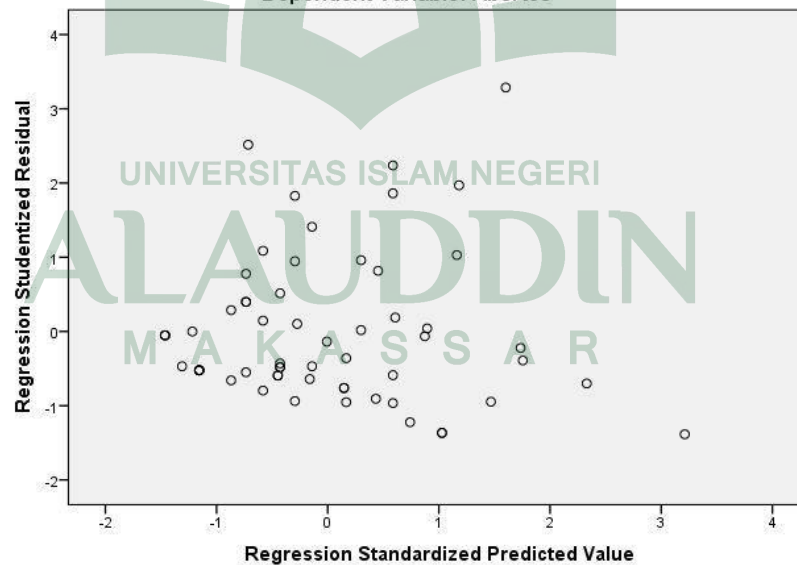 4
3
2
1
0
-1
-2
Regression Studentized Residual
UNIVERSITAS ISLAM NEGERI
ALAUDDIN
MAKASSAR
-2 -1 0 1 2 3 4
Regression Standardized Predicted Value